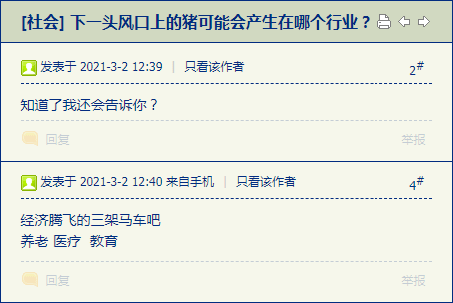 [社会] 下一头风口上的猪可能会产生在哪个行业？
发表于 2021-3-2 12:39 | 只看该作者 2#
知道了我还会告诉你？
回复 举报
发表于 2021-3-2 12:40 来自手机 | 只看该作者 4#
经济腾飞的三架马车吧
养老 医疗 教育
回复 举报